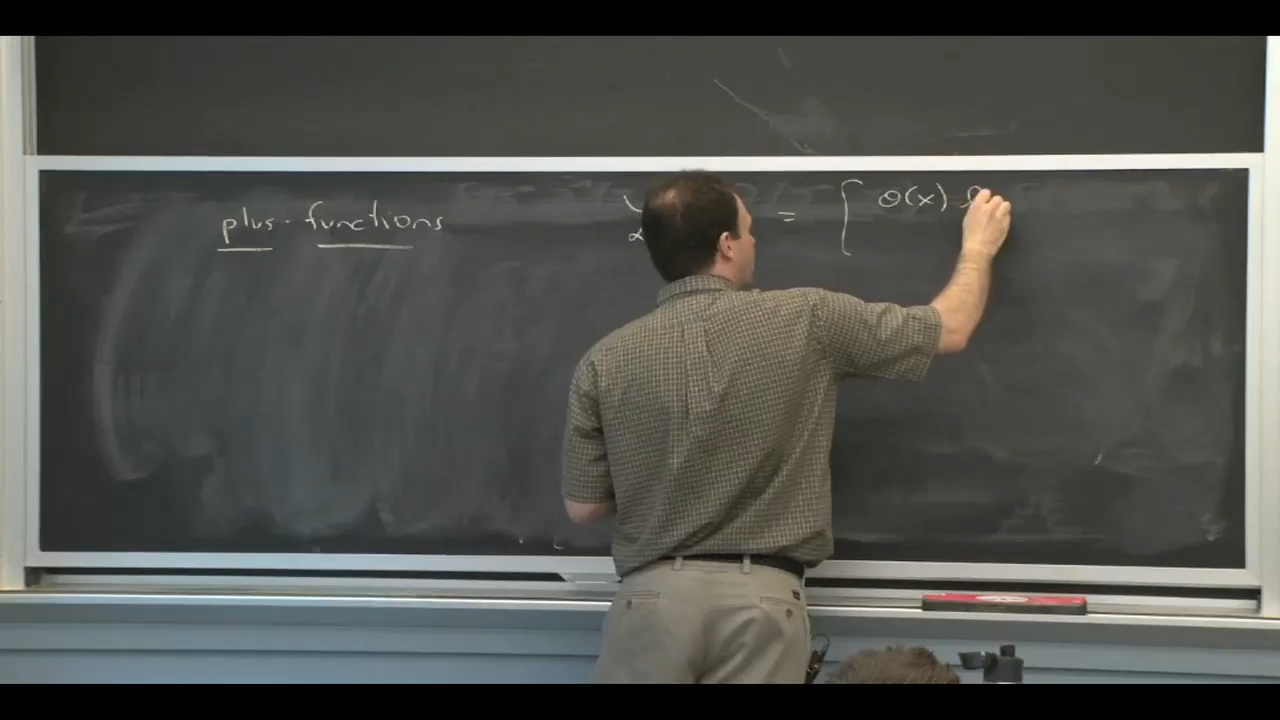 plus-functions = { θ(x)